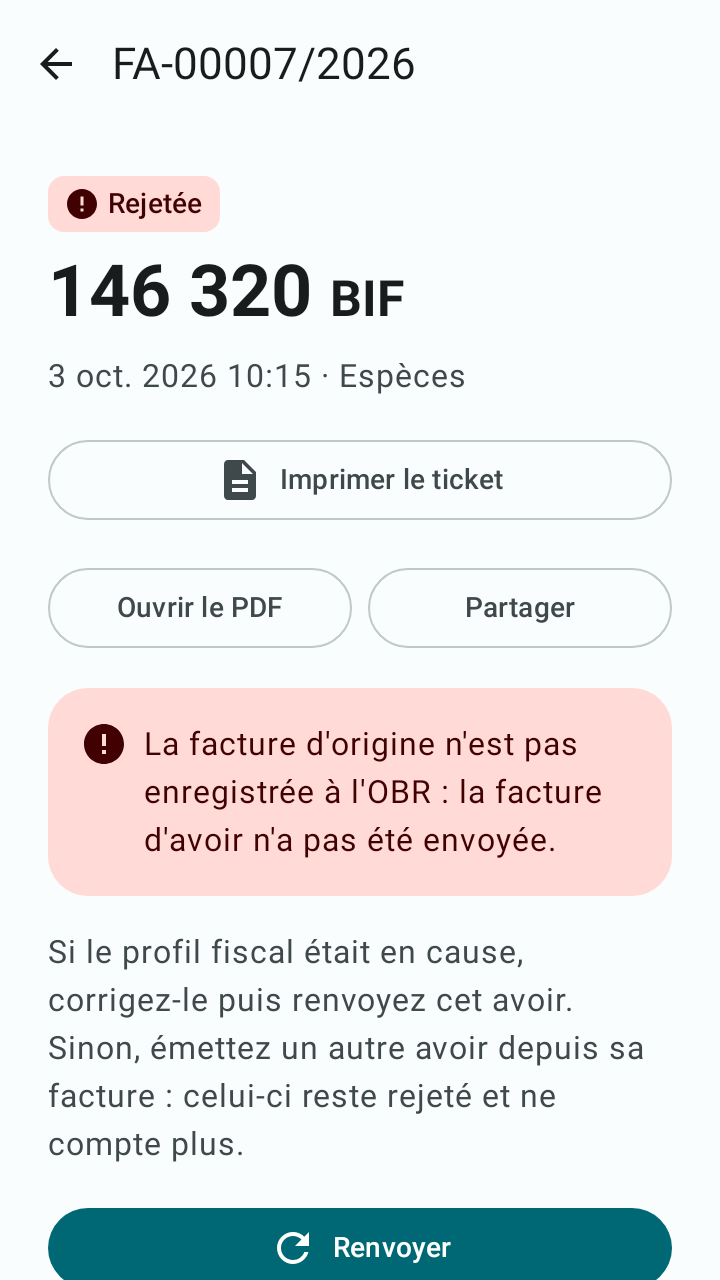 FA-00007/2026
Rejetée
146 320 BIF
3 oct. 2026 10:15 · Espèces
Imprimer le ticket
Ouvrir le PDF
Partager
La facture d'origine n'est pas
enregistrée à l'OBR : la facture
d'avoir n'a pas été envoyée.
Si le profil fiscal était en cause,
corrigez-le puis renvoyez cet avoir.
Sinon, émettez un autre avoir depuis sa
facture : celui-ci reste rejeté et ne
compte plus.
Renvoyer